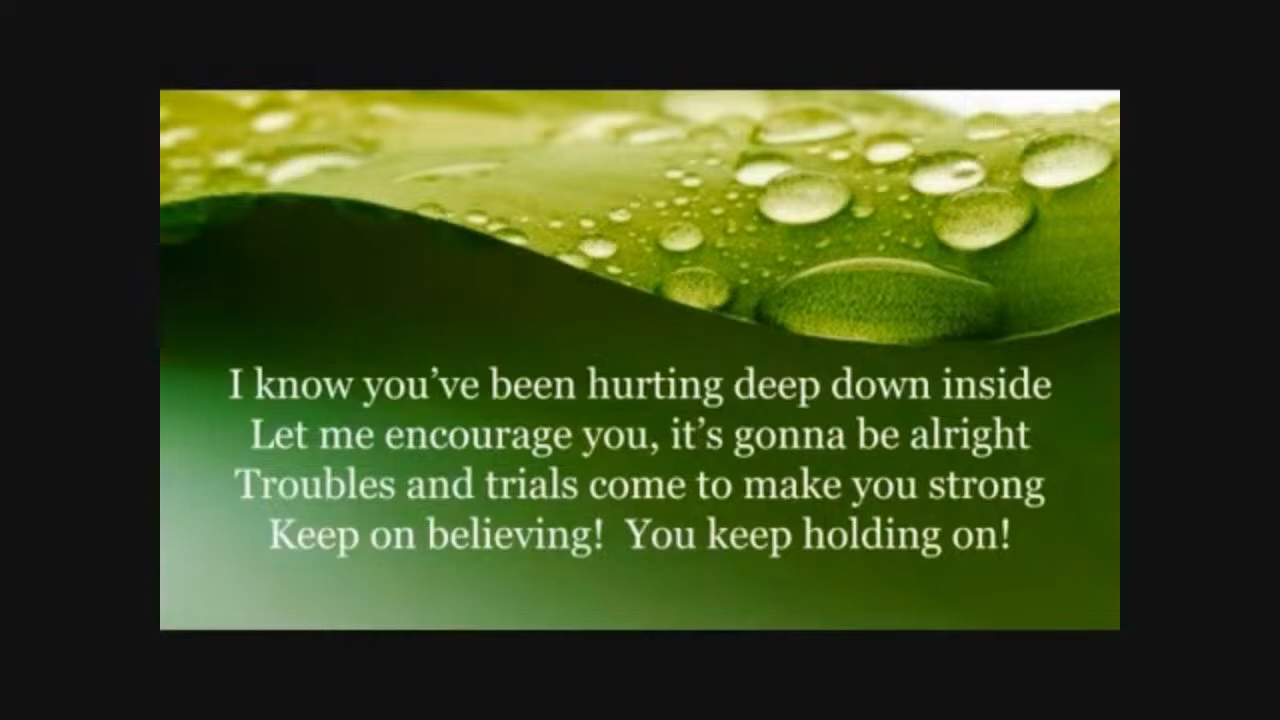 I know you’ve been hurting deep down inside
Let me encourage you, it’s gonna be alright
Troubles and trials come to make you strong
Keep on believing!  You keep holding on!